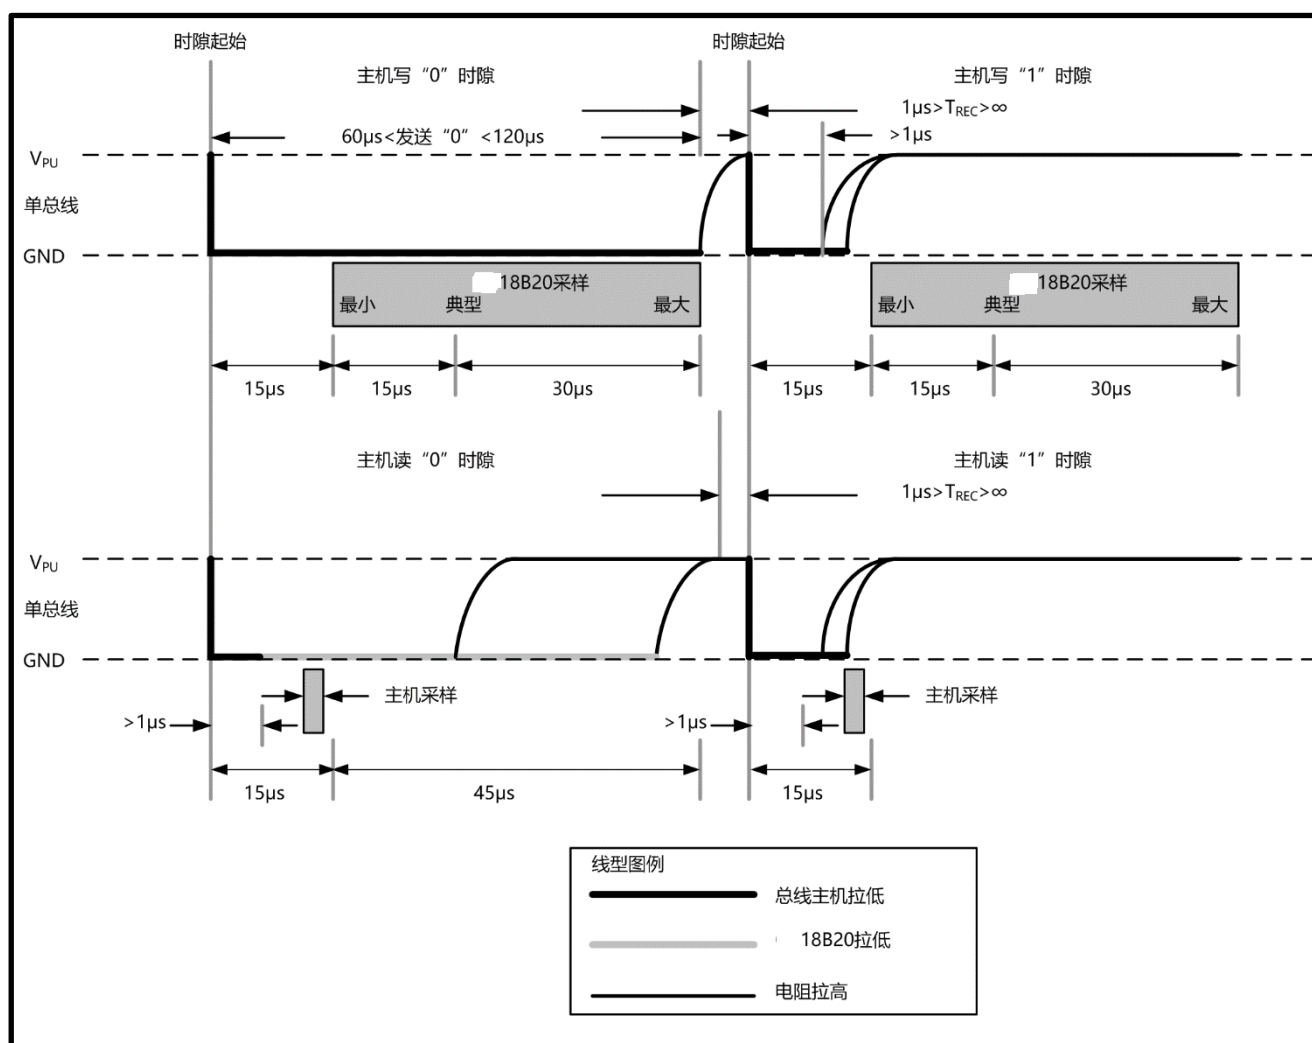 时隙起始
时隙起始
主机写“0”时隙
主机写“1”时隙
1μs>TREC>∞
60μs<发送“0”<120μs
>1μs
VPU
单总线
GND
18B20采样
最小 典型 最大
18B20采样
最小 典型 最大
15μs 15μs 30μs 15μs 15μs 30μs
主机读“0”时隙
主机读“1”时隙
1μs>TREC>∞
VPU
单总线
GND
主机采样
主机采样
>1μs
>1μs
15μs 45μs 15μs
线型图例
总线主机拉低
18B20拉低
电阻拉高